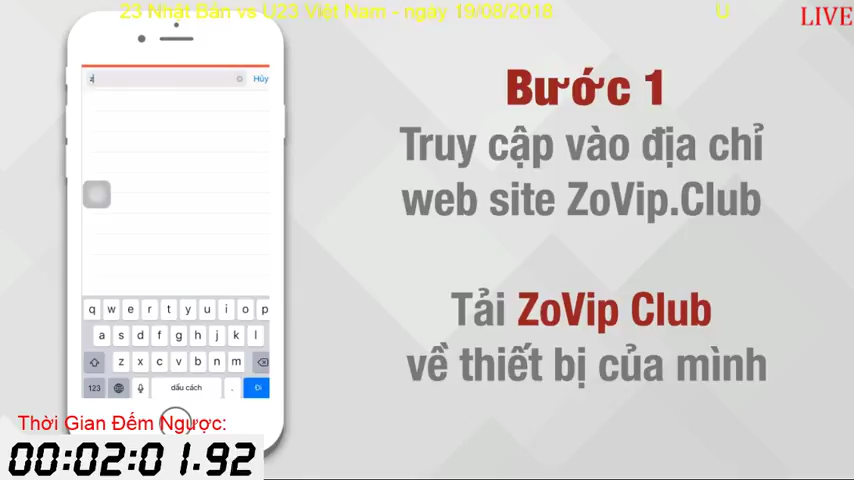 23 Nhật Bản vs U23 Việt Nam - ngày 19/08/2018 U
LIVE
z
Hủy
Bước 1
Truy cập vào địa chỉ
web site ZoVip.Club
Tải ZoVip Club
về thiết bị của mình
q w e r t y u i o p
a s d f g h j k l
z x c v b n m
123 dấu cách . Đi
Thời Gian Đếm Ngược:
00:02:01.92